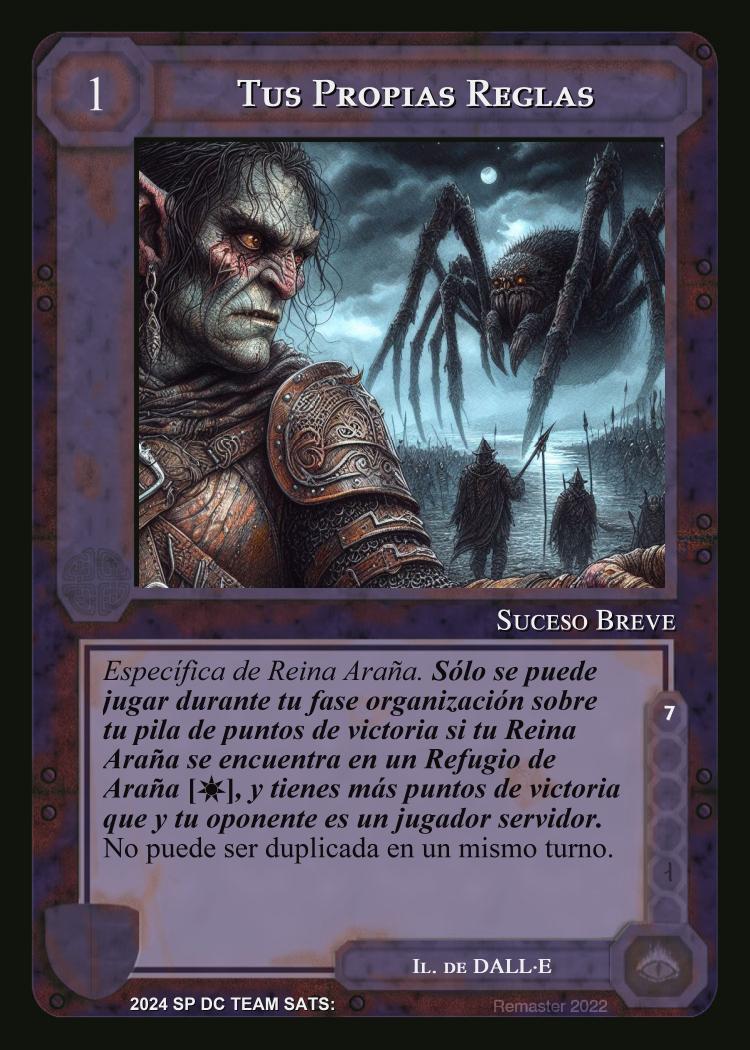 1
Tus Propias Reglas
Suceso Breve
Específica de Reina Araña. Sólo se puede
jugar durante tu fase organización sobre
tu pila de puntos de victoria si tu Reina
Araña se encuentra en un Refugio de
Araña [☀], y tienes más puntos de victoria
que y tu oponente es un jugador servidor.
No puede ser duplicada en un mismo turno.
7
Il. de DALL·E
2024 SP DC TEAM SATS:
Remaster 2022